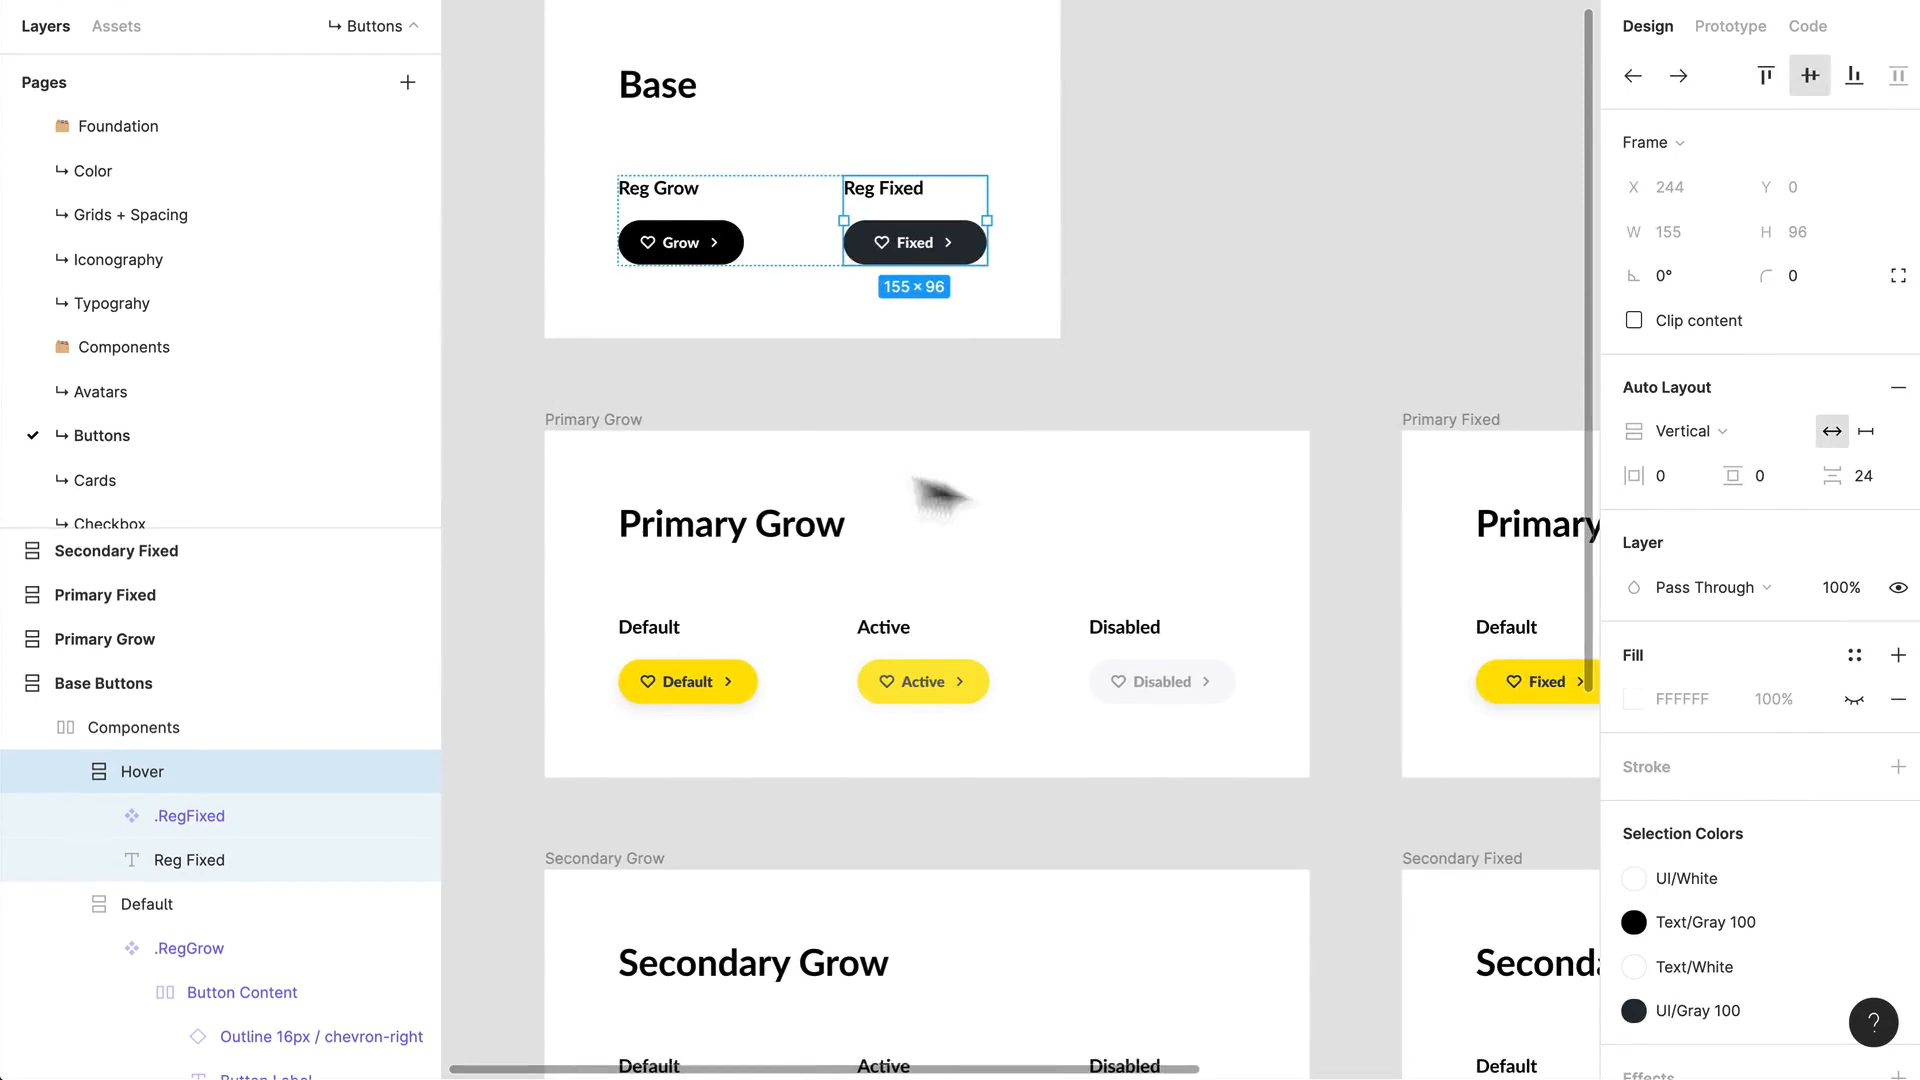 Layers
Assets
↳ Buttons
Pages
Foundation
↳ Color
↳ Grids + Spacing
↳ Iconography
↳ Typograhy
Components
↳ Avatars
↳ Buttons
↳ Cards
↳ Checkbox
Secondary Fixed
Primary Fixed
Primary Grow
Base Buttons
Components
Hover
.RegFixed
Reg Fixed
Default
.RegGrow
Button Content
Outline 16px / chevron-right
Button Label
Base
Reg Grow
Reg Fixed
Grow
Fixed
155 × 96
Primary Grow
Primary Grow
Default
Active
Disabled
Default
Active
Disabled
Primary Fixed
Primary
Default
Fixed
Secondary Grow
Secondary Grow
Default
Active
Disabled
Secondary Fixed
Default
Design
Prototype
Code
Frame
X 244
Y 0
W 155
H 96
0°
0
Clip content
Auto Layout
Vertical
0
0
24
Layer
Pass Through
100%
Fill
FFFFFF
100%
Stroke
Selection Colors
UI/White
Text/Gray 100
Text/White
UI/Gray 100
?
Effects